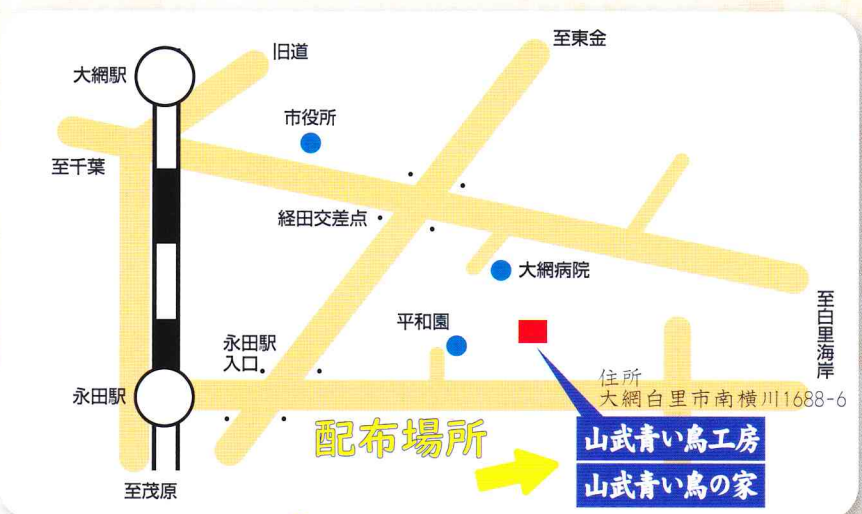 大網駅
旧道
至東金
市役所
至千葉
経田交差点
大網病院
至白里海岸
平和園
永田駅
入口
永田駅
住所
大網白里市南横川1688-6
配布場所
山武青い鳥工房
山武青い鳥の家
至茂原